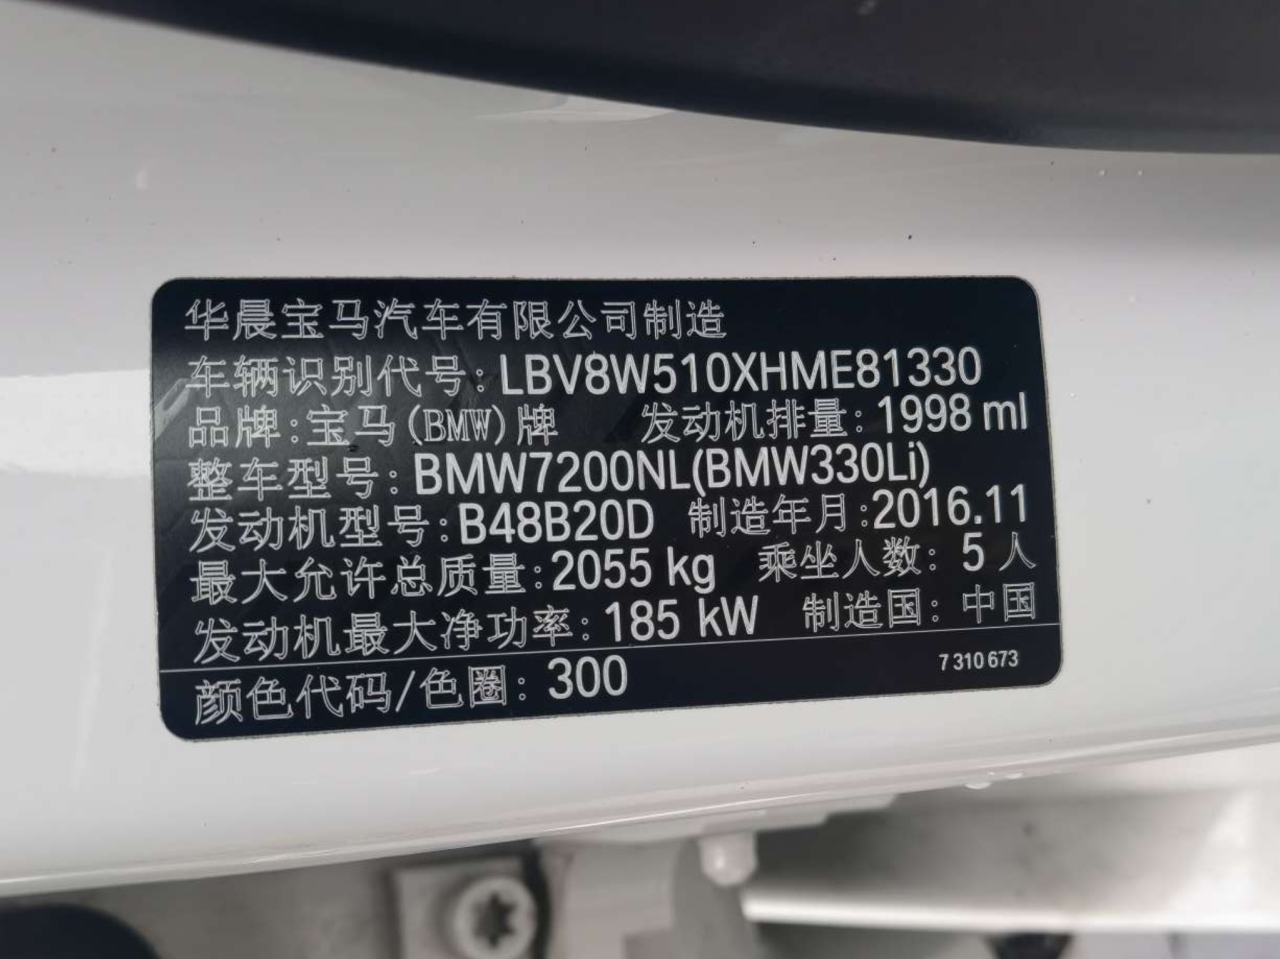 华晨宝马汽车有限公司制造
车辆识别代号：LBV8W510XHME81330
品牌：宝马(BMW)牌 发动机排量：1998 ml
整车型号：BMW7200NL(BMW330Li)
发动机型号：B48B20D 制造年月：2016.11
最大允许总质量：2055 kg 乘坐人数：5 人
发动机最大净功率：185 kW 制造国：中国
颜色代码/色圈：300 7 310 673